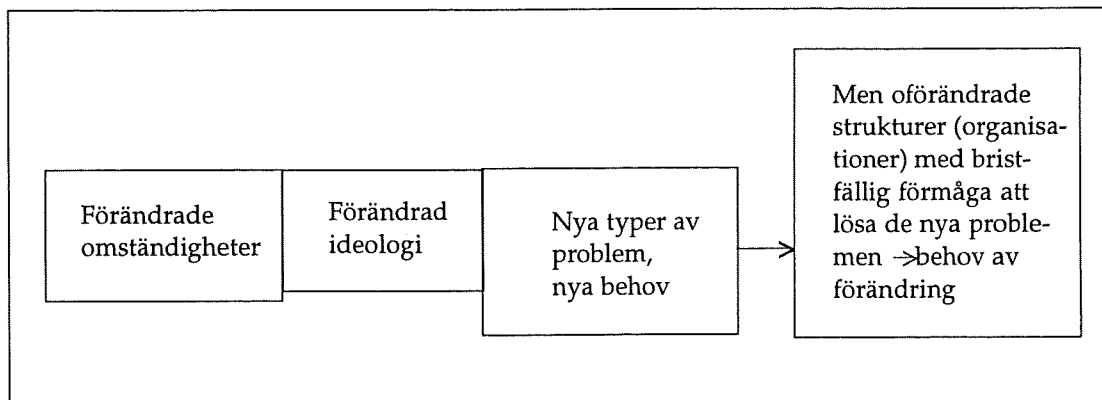 Förändrade
omständigheter
Förändrad
ideologi
Nya typer av
problem,
nya behov
Men oförändrade
strukturer (organisa-
tioner) med brist-
fällig förmåga att
lösa de nya proble-
men →behov av
förändring